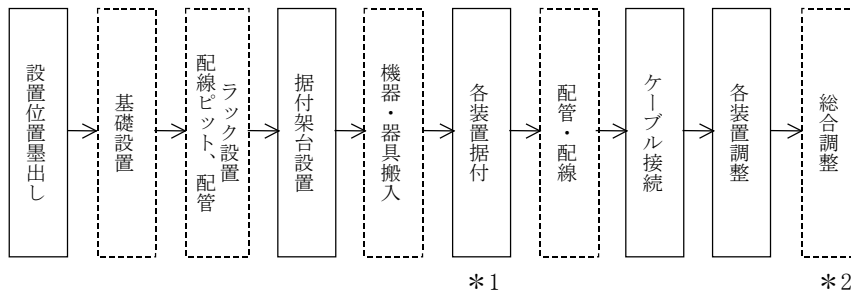 設置位置墨出し
基礎設置
配線ピット、配管
ラック設置
据付架台設置
機器・器具搬入
各装置据付
配管・配線
ケーブル接続
各装置調整
総合調整
＊1
＊2